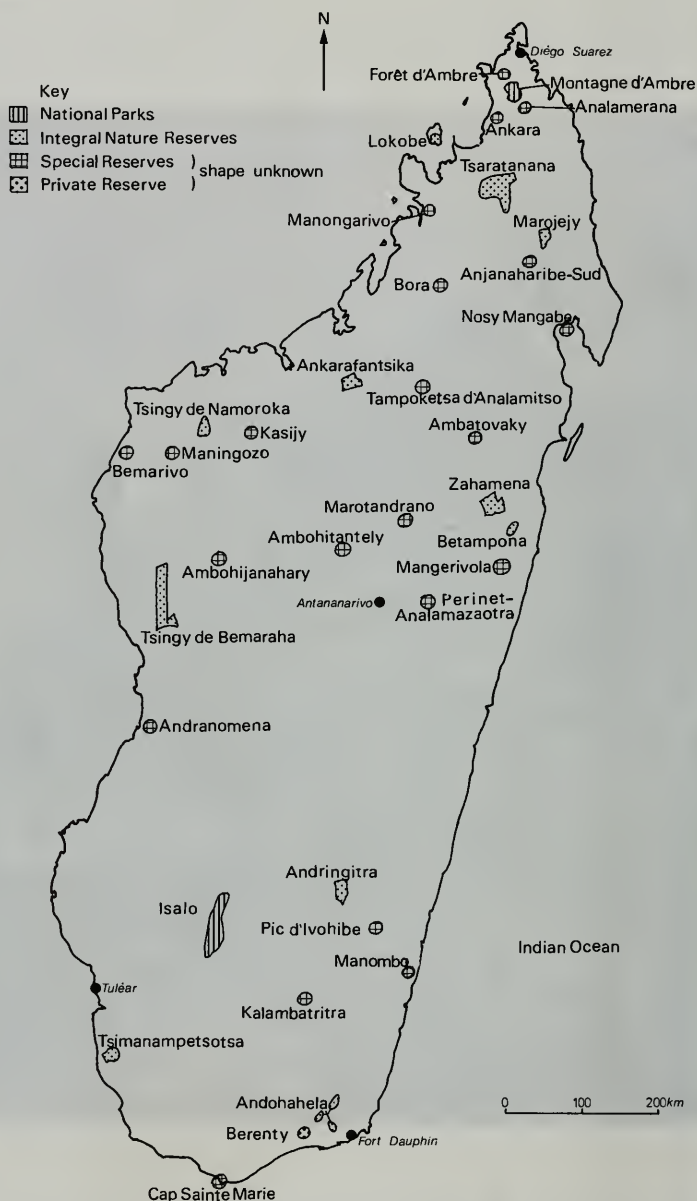 N
Diégo Suarez
Forêt d'Ambre
Montagne d'Ambre
Analamerana
Ankara
Lokobe
Key
National Parks
Integral Nature Reserves
Special Reserves )
Private Reserve )
shape unknown
Tsaratanana
Manongarivo
Marojejy
Anjanaharibe-Sud
Bora
Nosy Mangabe
Ankarafantsika
Tampoketsa d'Analamitso
Tsingy de Namoroka
Kasijy
Ambatovaky
Maningozo
Bemarivo
Zahamena
Marotandrano
Betampona
Ambohitantely
Ambohijanahary
Mangerivola
Antananarivo
Perinet-
Analamazaotra
Tsingy de Bemaraha
Andranomena
Andringitra
Isalo
Pic d'Ivohibe
Indian Ocean
Manombo
Tuléar
Kalambatritra
Tsimanampetsotsa
Andohahela
0 100 200km
Berenty
Fort Dauphin
Cap Sainte Marie